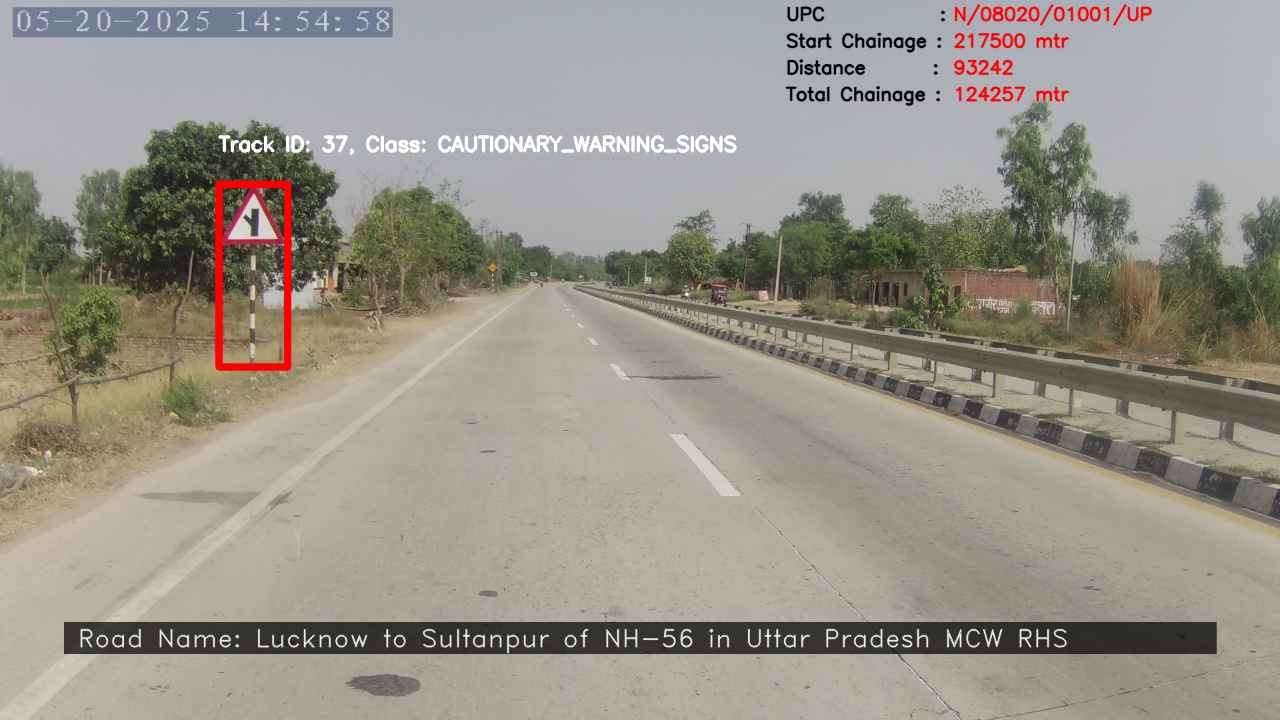 05-20-2025 14:54:58
UPC : N/08020/01001/UP
Start Chainage : 217500 mtr
Distance : 93242
Total Chainage : 124257 mtr
Track ID: 37, Class: CAUTIONARY_WARNING_SIGNS
Road Name: Lucknow to Sultanpur of NH-56 in Uttar Pradesh MCW RHS